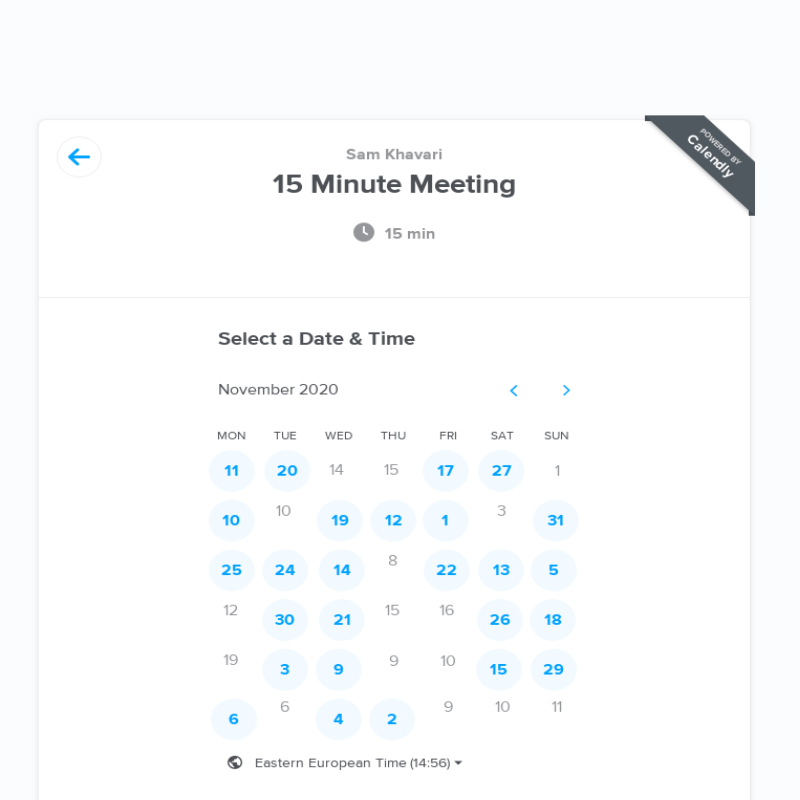 POWERED BY
Calendly
Sam Khavari
15 Minute Meeting
15 min
Select a Date & Time
November 2020
MON TUE WED THU FRI SAT SUN
11 20 14 15 17 27 1
10 10 19 12 1 3 31
25 24 14 8 22 13 5
12 30 21 15 16 26 18
19 3 9 9 10 15 29
6 6 4 2 9 10 11
Eastern European Time (14:56)